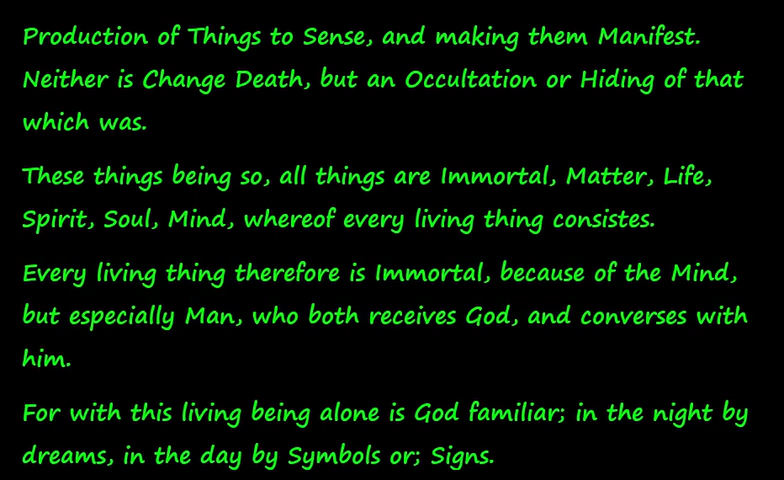 Production of Things to Sense, and making them Manifest.
Neither is Change Death, but an Occultation or Hiding of that
which was.
These things being so, all things are Immortal, Matter, Life,
Spirit, Soul, Mind, whereof every living thing consistes.
Every living thing therefore is Immortal, because of the Mind,
but especially Man, who both receives God, and converses with
him.
For with this living being alone is God familiar; in the night by
dreams, in the day by Symbols or; Signs.